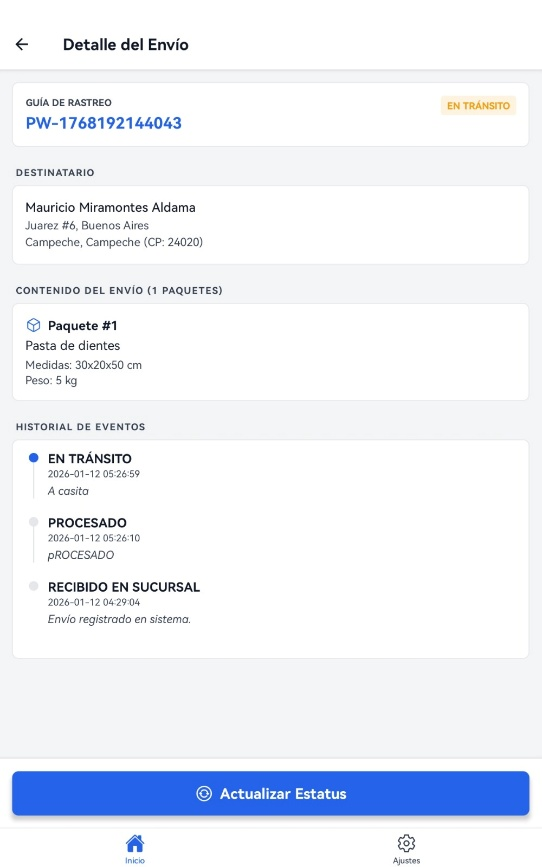 Detalle del Envío
GUÍA DE RASTREO
EN TRÁNSITO
PW-1768192144043
DESTINATARIO
Mauricio Miramontes Aldama
Juarez #6, Buenos Aires
Campeche, Campeche (CP: 24020)
CONTENIDO DEL ENVÍO (1 PAQUETES)
Paquete #1
Pasta de dientes
Medidas: 30x20x50 cm
Peso: 5 kg
HISTORIAL DE EVENTOS
EN TRÁNSITO
2026-01-12 05:26:59
A casita
PROCESADO
2026-01-12 05:26:10
pROCESADO
RECIBIDO EN SUCURSAL
2026-01-12 04:29:04
Envío registrado en sistema.
Actualizar Estatus
Inicio
Ajustes